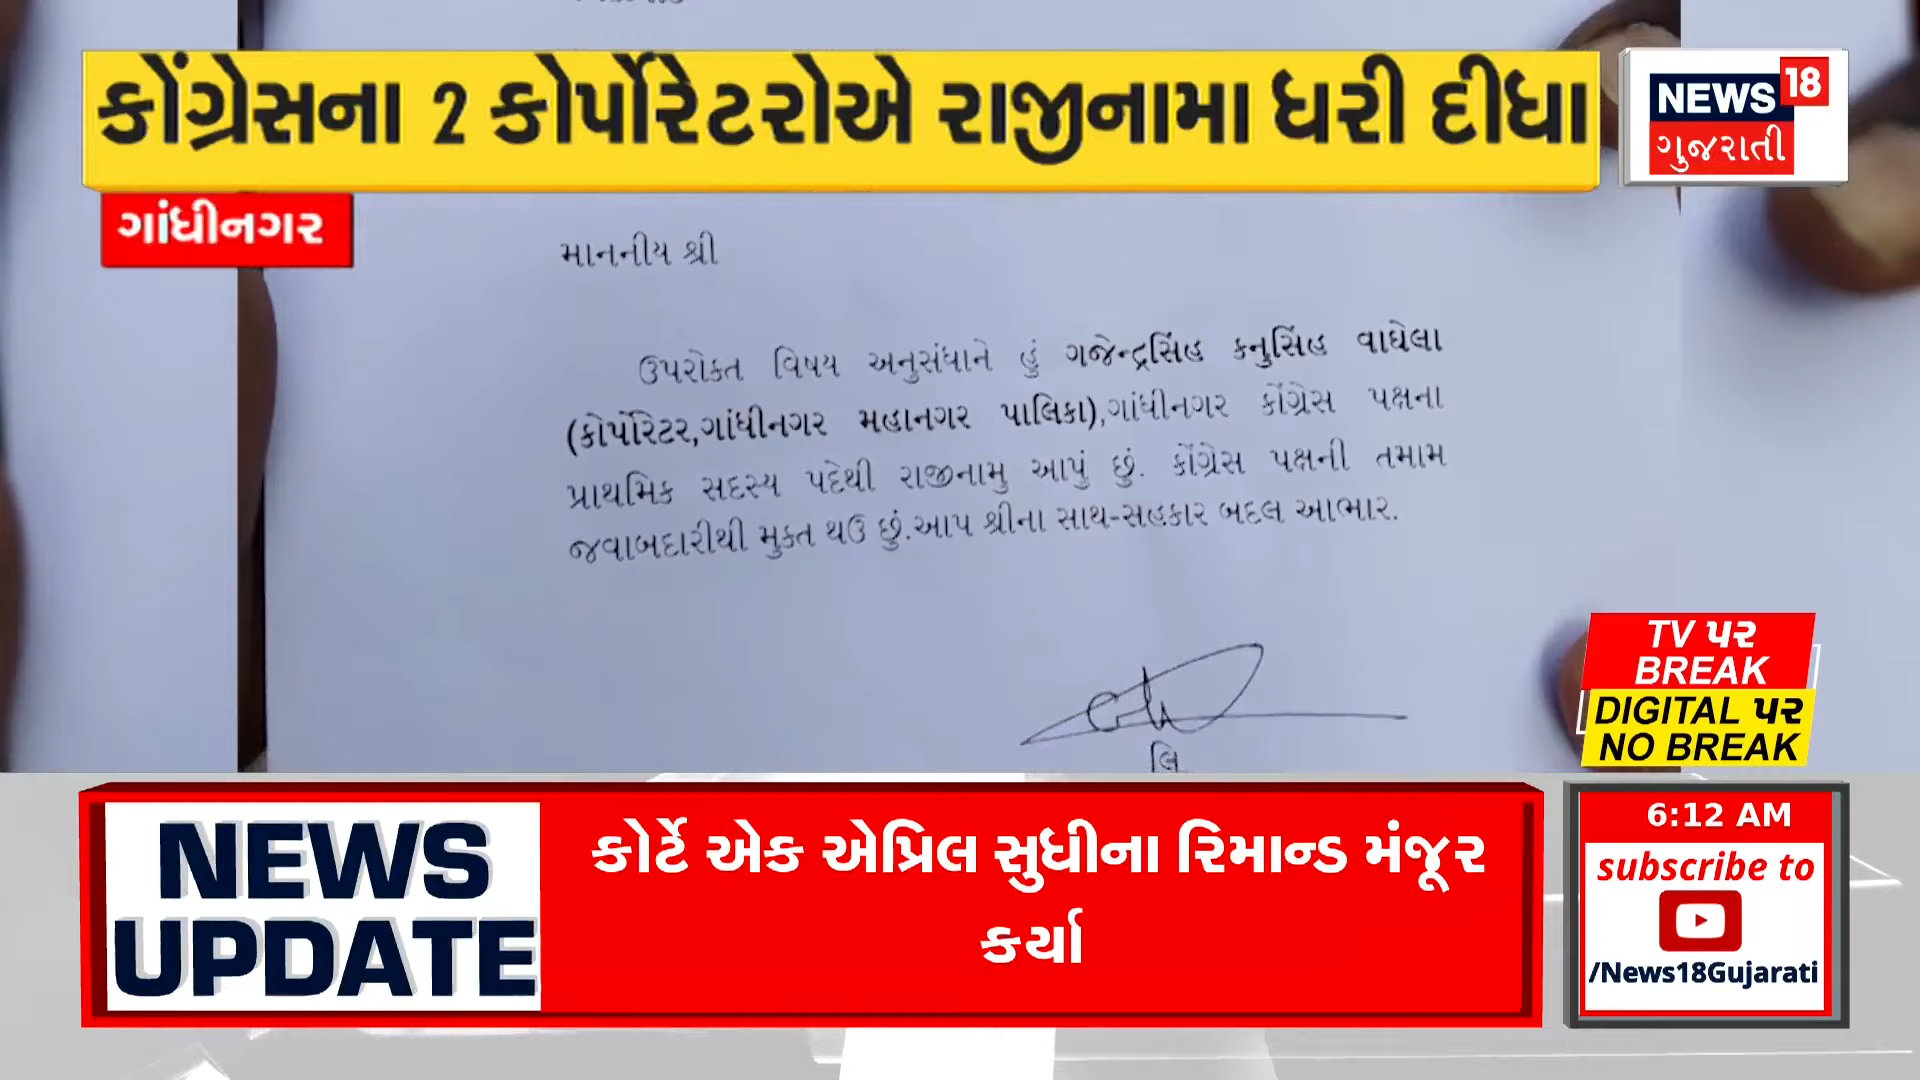 કોંગ્રેસના 2 કોર્પોરેટરોએ રાજીનામા ધરી દીધા
NEWS 18
ગુજરાતી
ગાંધીનગર
માનનીય શ્રી
ઉપરોક્ત વિષય અનુસંધાને હું ગજેન્દ્રસિંહ કનુસિંહ વાઘેલા
(કોર્પોરેટર,ગાંધીનગર મહાનગર પાલિકા),ગાંધીનગર કોંગ્રેસ પક્ષના
પ્રાથમિક સદસ્ય પદેથી રાજીનામુ આપું છું. કોંગ્રેસ પક્ષની તમામ
જવાબદારીથી મુક્ત થઉ છું.આપ શ્રીના સાથ-સહકાર બદલ આભાર.
લિ
TV પર
BREAK
DIGITAL પર
NO BREAK
NEWS
UPDATE
કોર્ટે એક એપ્રિલ સુધીના રિમાન્ડ મંજૂર
કર્યા
6:12 AM
subscribe to
/News18Gujarati